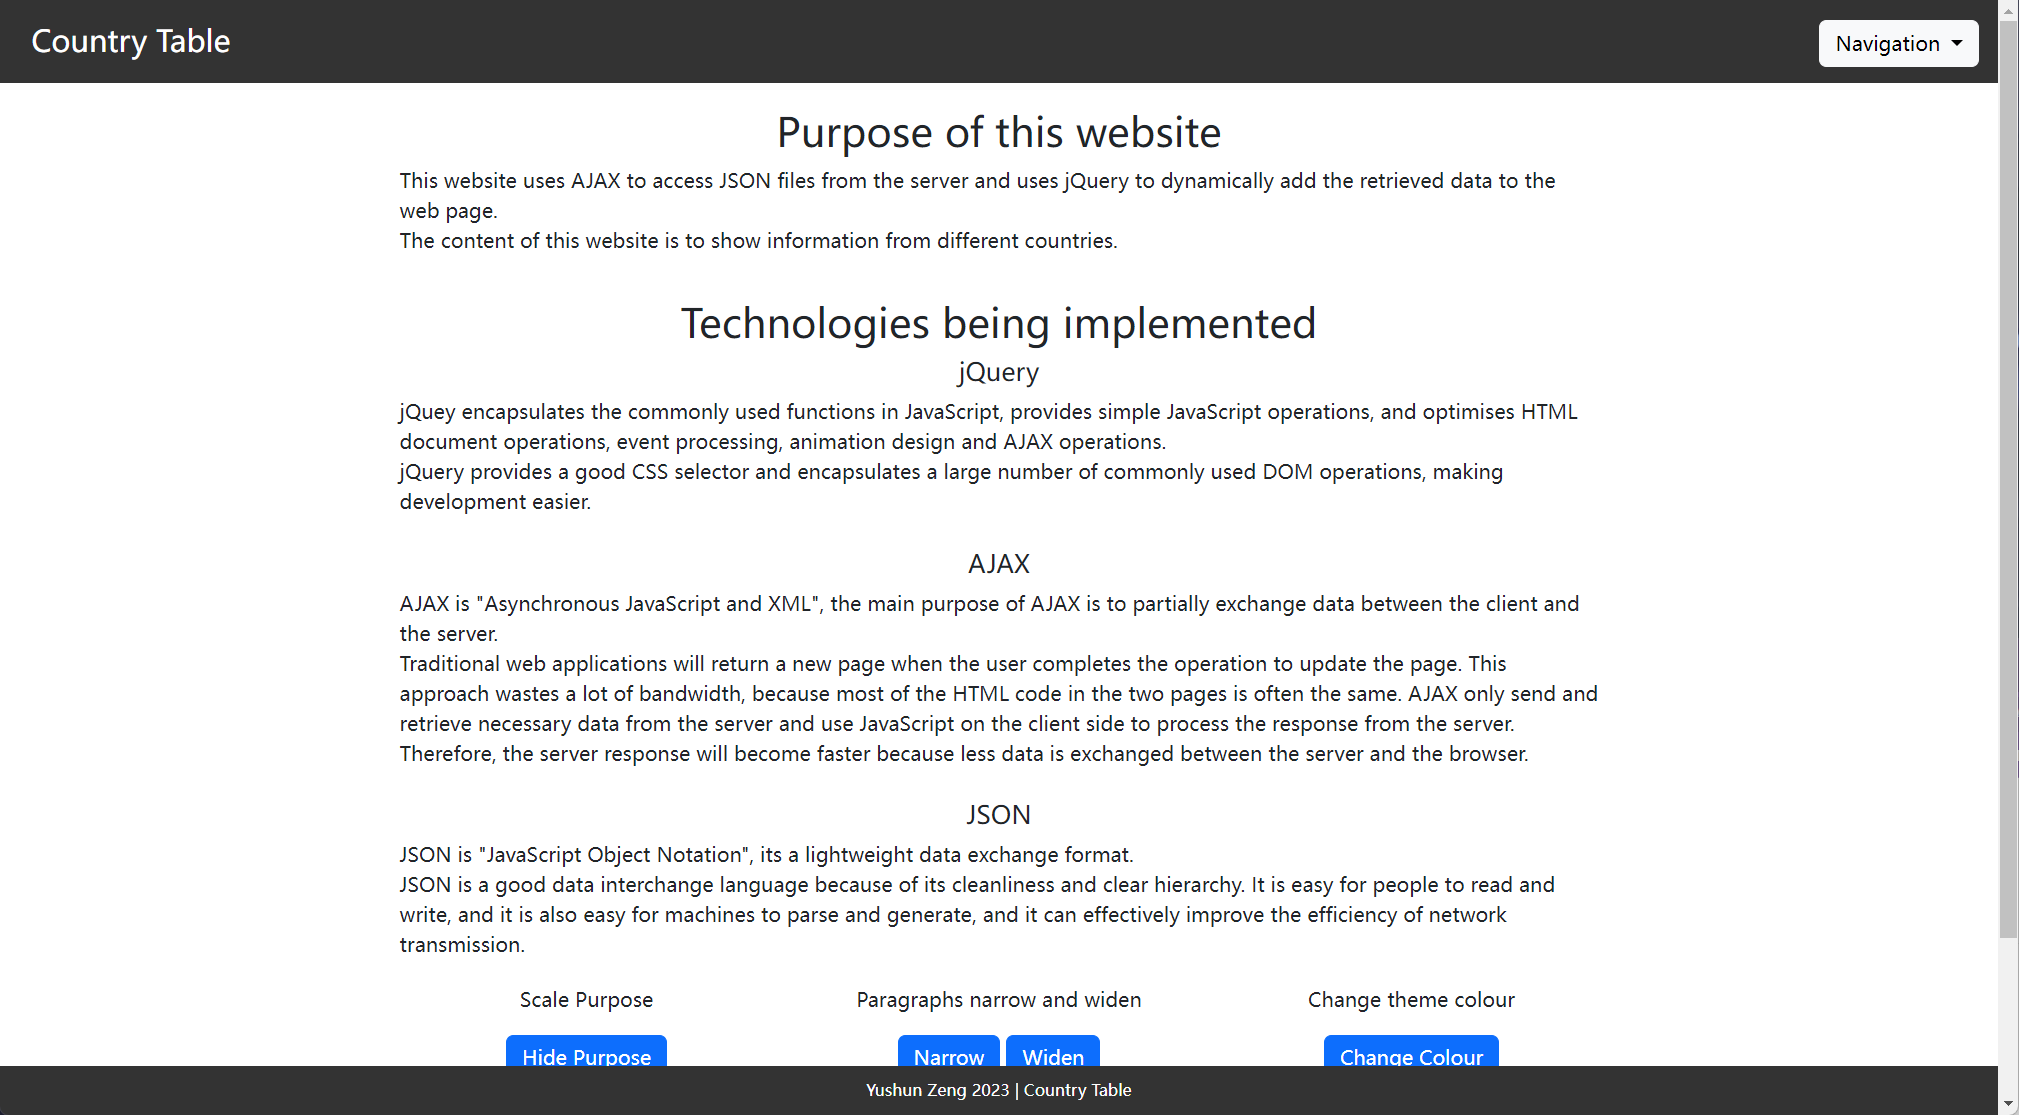 Country Table
Navigation
Purpose of this website
This website uses AJAX to access JSON files from the server and uses jQuery to dynamically add the retrieved data to the
web page.
The content of this website is to show information from different countries.
Technologies being implemented
jQuery
jQuey encapsulates the commonly used functions in JavaScript, provides simple JavaScript operations, and optimises HTML
document operations, event processing, animation design and AJAX operations.
jQuery provides a good CSS selector and encapsulates a large number of commonly used DOM operations, making
development easier.
AJAX
AJAX is "Asynchronous JavaScript and XML", the main purpose of AJAX is to partially exchange data between the client and
the server.
Traditional web applications will return a new page when the user completes the operation to update the page. This
approach wastes a lot of bandwidth, because most of the HTML code in the two pages is often the same. AJAX only send and
retrieve necessary data from the server and use JavaScript on the client side to process the response from the server.
Therefore, the server response will become faster because less data is exchanged between the server and the browser.
JSON
JSON is "JavaScript Object Notation", its a lightweight data exchange format.
JSON is a good data interchange language because of its cleanliness and clear hierarchy. It is easy for people to read and
write, and it is also easy for machines to parse and generate, and it can effectively improve the efficiency of network
transmission.
Scale Purpose
Paragraphs narrow and widen
Change theme colour
Hide Purpose
Narrow
Widen
Change Colour
Yushun Zeng 2023 | Country Table